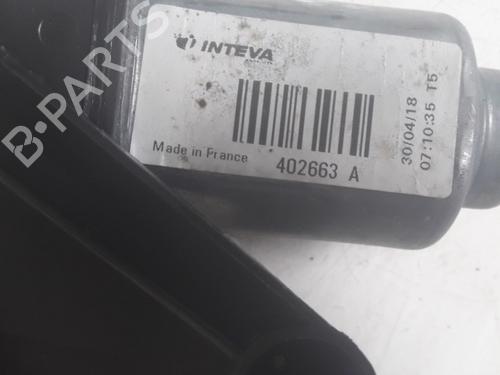 INTEVA
Made in France
402663 A
30/04/18
07:10:35 T5
B-PARTS